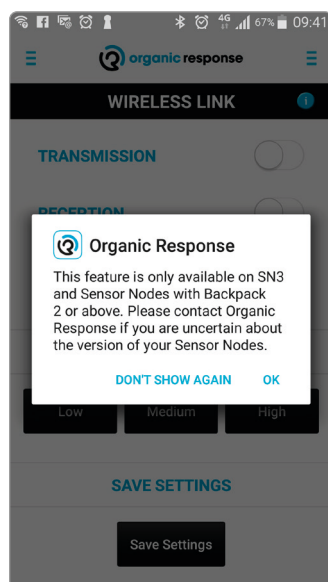 4G 67% 09:41
organic response
WIRELESS LINK
TRANSMISSION
RECEPTION
Organic Response
This feature is only available on SN3
and Sensor Nodes with Backpack
2 or above. Please contact Organic
Response if you are uncertain about
the version of your Sensor Nodes.
DON'T SHOW AGAIN OK
Low Medium High
SAVE SETTINGS
Save Settings